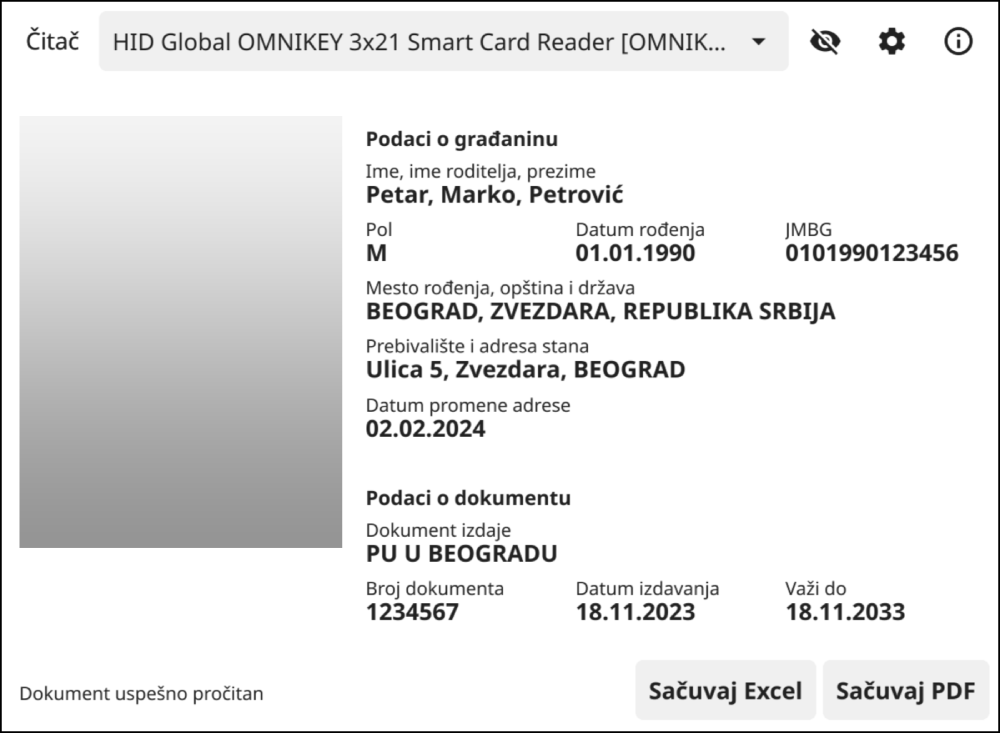 Čitač HID Global OMNIKEY 3x21 Smart Card Reader [OMNIK...
Podaci o građaninu
Ime, ime roditelja, prezime
Petar, Marko, Petrović
Pol Datum rođenja JMBG
M 01.01.1990 0101990123456
Mesto rođenja, opština i država
BEOGRAD, ZVEZDARA, REPUBLIKA SRBIJA
Prebivalište i adresa stana
Ulica 5, Zvezdara, BEOGRAD
Datum promene adrese
02.02.2024
Podaci o dokumentu
Dokument izdaje
PU U BEOGRADU
Broj dokumenta Datum izdavanja Važi do
1234567 18.11.2023 18.11.2033
Dokument uspešno pročitan Sačuvaj Excel Sačuvaj PDF